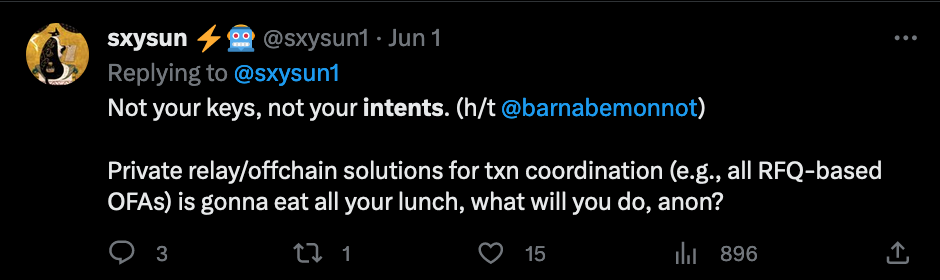 sxysun ⚡🤖 @sxysun1 · Jun 1
Replying to @sxysun1
Not your keys, not your intents. (h/t @barnabemonnot)
Private relay/offchain solutions for txn coordination (e.g., all RFQ-based
OFAs) is gonna eat all your lunch, what will you do, anon?
3 1 15 896